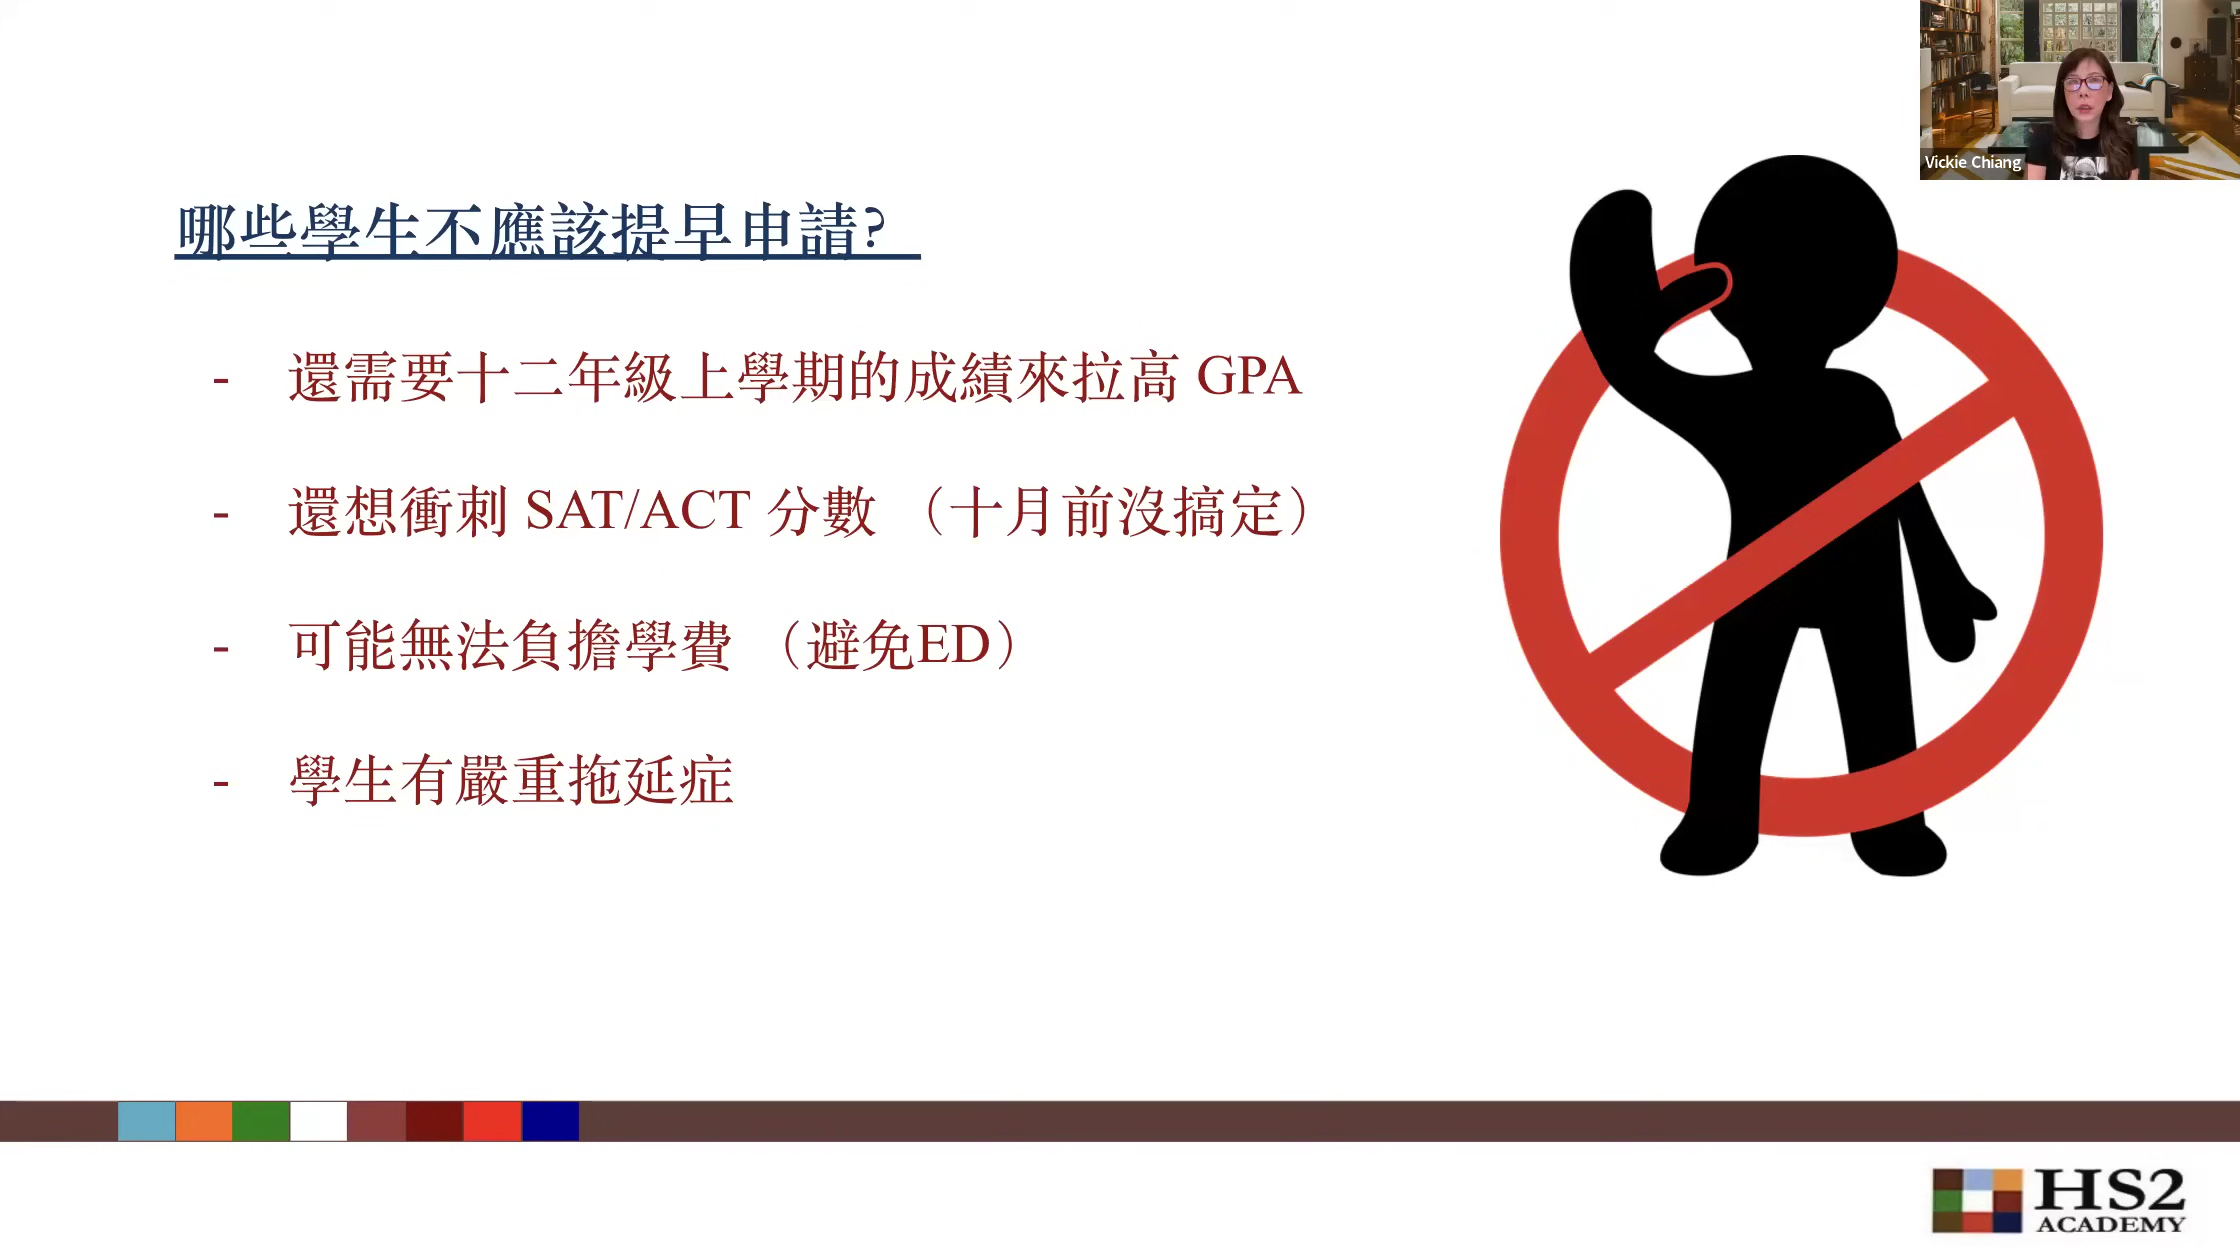 Vickie Chiang
哪些學生不應該提早申請?
- 還需要十二年級上學期的成績來拉高 GPA
- 還想衝刺 SAT/ACT 分數 （十月前沒搞定）
- 可能無法負擔學費 （避免ED）
- 學生有嚴重拖延症
HS2
ACADEMY